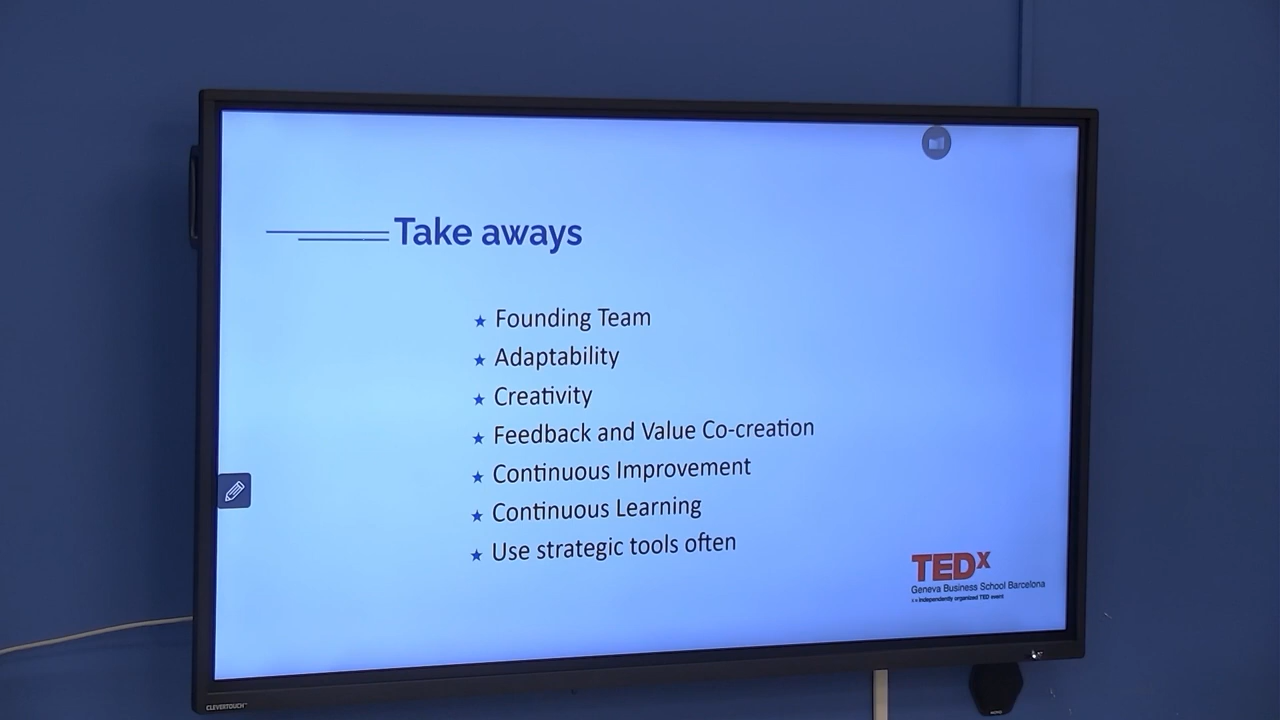 Take aways
★ Founding Team
★ Adaptability
★ Creativity
★ Feedback and Value Co-creation
★ Continuous Improvement
★ Continuous Learning
★ Use strategic tools often
TEDx
Geneva Business School Barcelona
x = independently organized TED event
CLEVERTOUCH